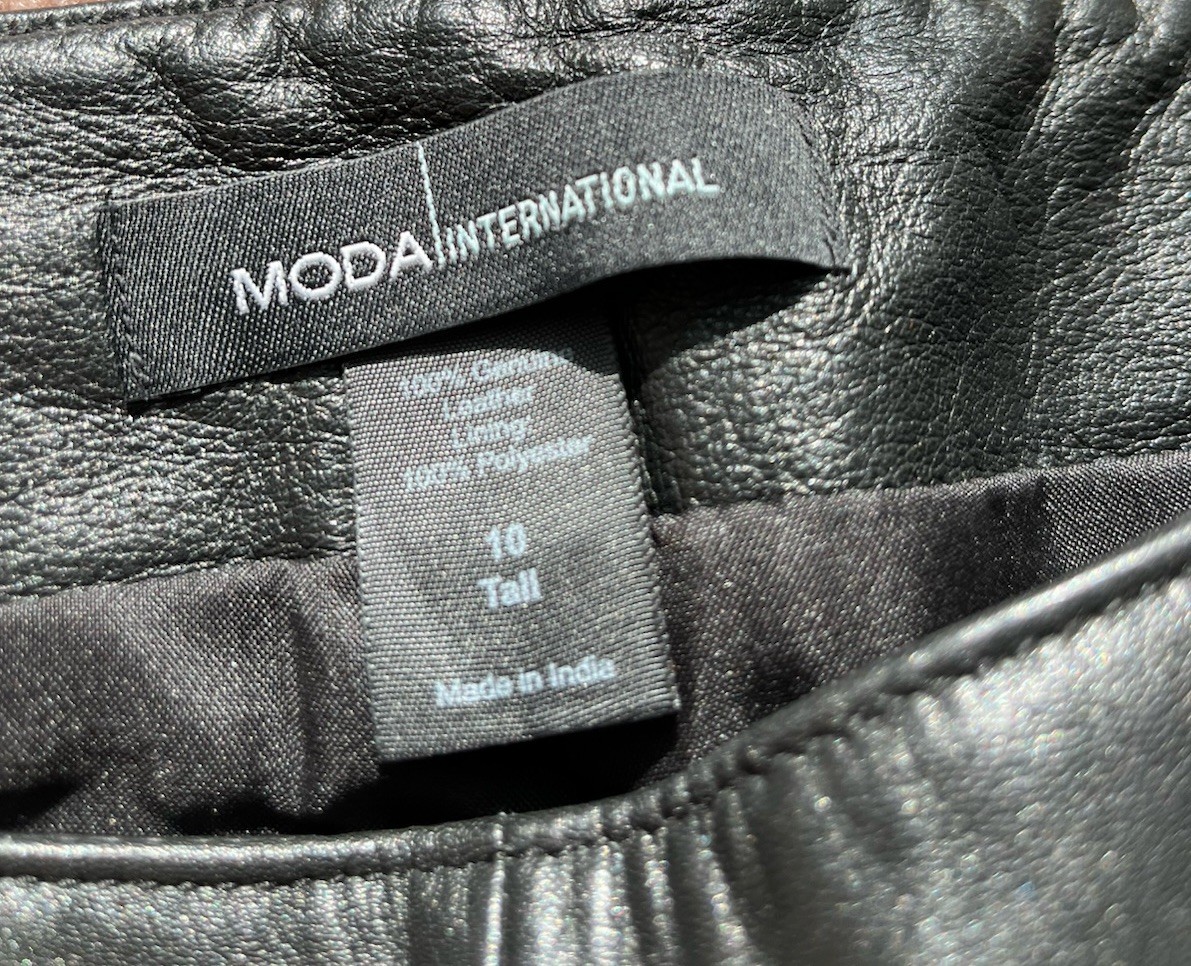 MODA INTERNATIONAL
100% Genuine
Leather
Lining
100% Polyester
10
Tall
Made in India